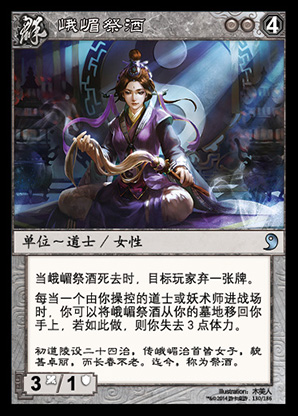 群 峨嵋祭酒 4
单位～道士 / 女性
当峨嵋祭酒死去时，目标玩家弃一张牌。
每当一个由你操控的道士或妖术师进战场
时，你可以将峨嵋祭酒从你的墓地移回你
手上，若如此做，则你失去 3 点体力。
初道陵设二十四治，传峨嵋治首皆女子，貌
甚卓丽，而长春不老。迄今，称为祭酒。
3 / 1
Illustration: 木美人
130/186